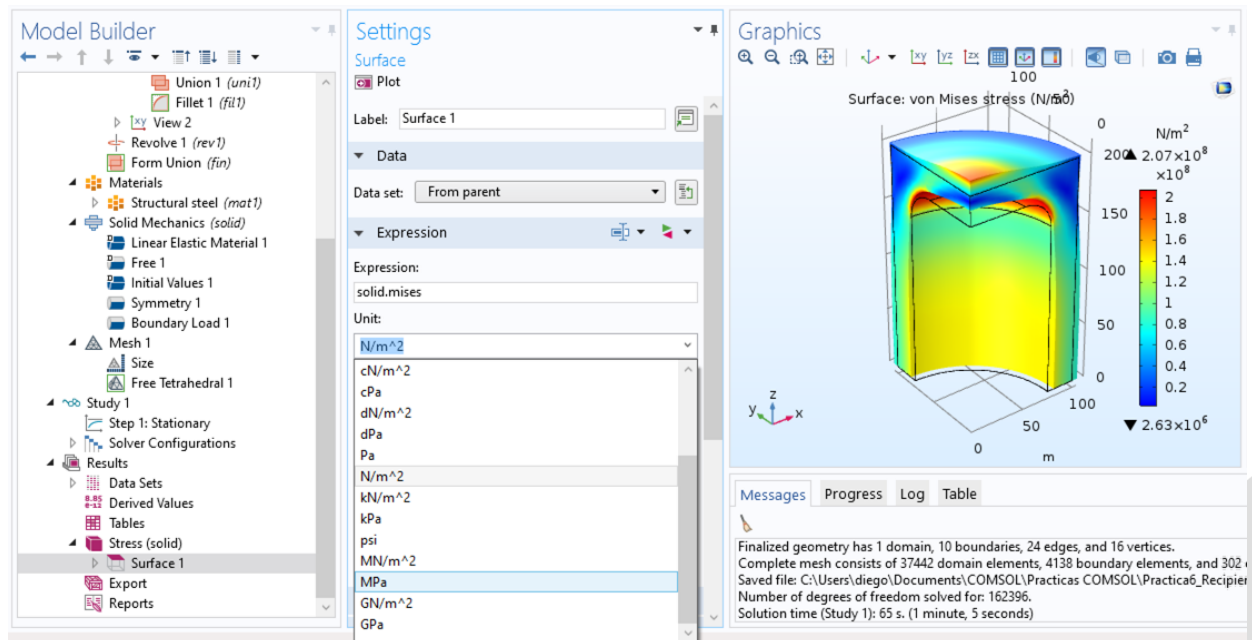 Model Builder
Union 1 (uni1)
Fillet 1 (fil1)
View 2
Revolve 1 (rev1)
Form Union (fin)
Materials
Structural steel (mat1)
Solid Mechanics (solid)
Linear Elastic Material 1
Free 1
Initial Values 1
Symmetry 1
Boundary Load 1
Mesh 1
Size
Free Tetrahedral 1
Study 1
Step 1: Stationary
Solver Configurations
Results
Data Sets
8.85
e-12
Derived Values
Tables
Stress (solid)
Surface 1
Export
Reports
Settings
Surface
Plot
Label: Surface 1
Data
Data set: From parent
Expression
Expression:
solid.mises
Unit:
N/m^2
cN/m^2
cPa
dN/m^2
dPa
Pa
N/m^2
kN/m^2
kPa
psi
MN/m^2
MPa
GN/m^2
GPa
Graphics
xy yz zx
100
Surface: von Mises stress (N/m²)
50
0
200
150
100
50
0
100
50
0
m
z
y
x
N/m²
▲ 2.07×10⁸
×10⁸
2
1.8
1.6
1.4
1.2
1
0.8
0.6
0.4
0.2
▼ 2.63×10⁶
Messages Progress Log Table
Finalized geometry has 1 domain, 10 boundaries, 24 edges, and 16 vertices.
Complete mesh consists of 37442 domain elements, 4138 boundary elements, and 302
Saved file: C:\Users\diego\Documents\COMSOL\Practicas COMSOL\Practica6_Recipier
Number of degrees of freedom solved for: 162396.
Solution time (Study 1): 65 s. (1 minute, 5 seconds)